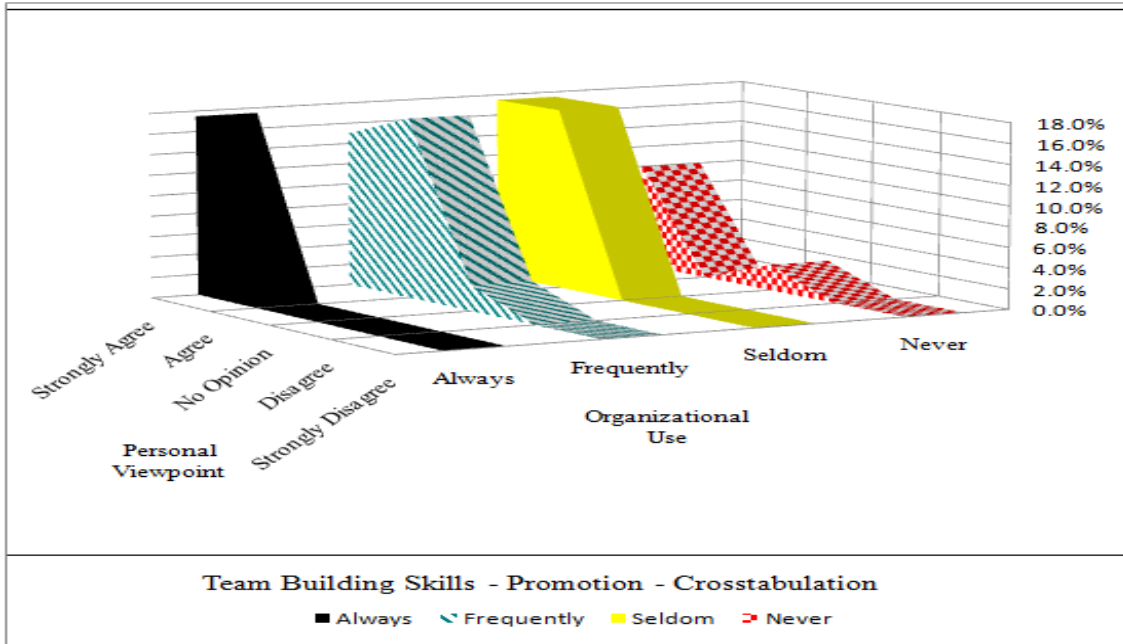 18.0%
16.0%
14.0%
12.0%
10.0%
8.0%
6.0%
4.0%
2.0%
0.0%
Strongly Agree
Agree
No Opinion
Disagree
Strongly Disagree
Personal
Viewpoint
Always
Frequently
Seldom
Never
Organizational
Use
Team Building Skills - Promotion - Crosstabulation
Always Frequently Seldom Never